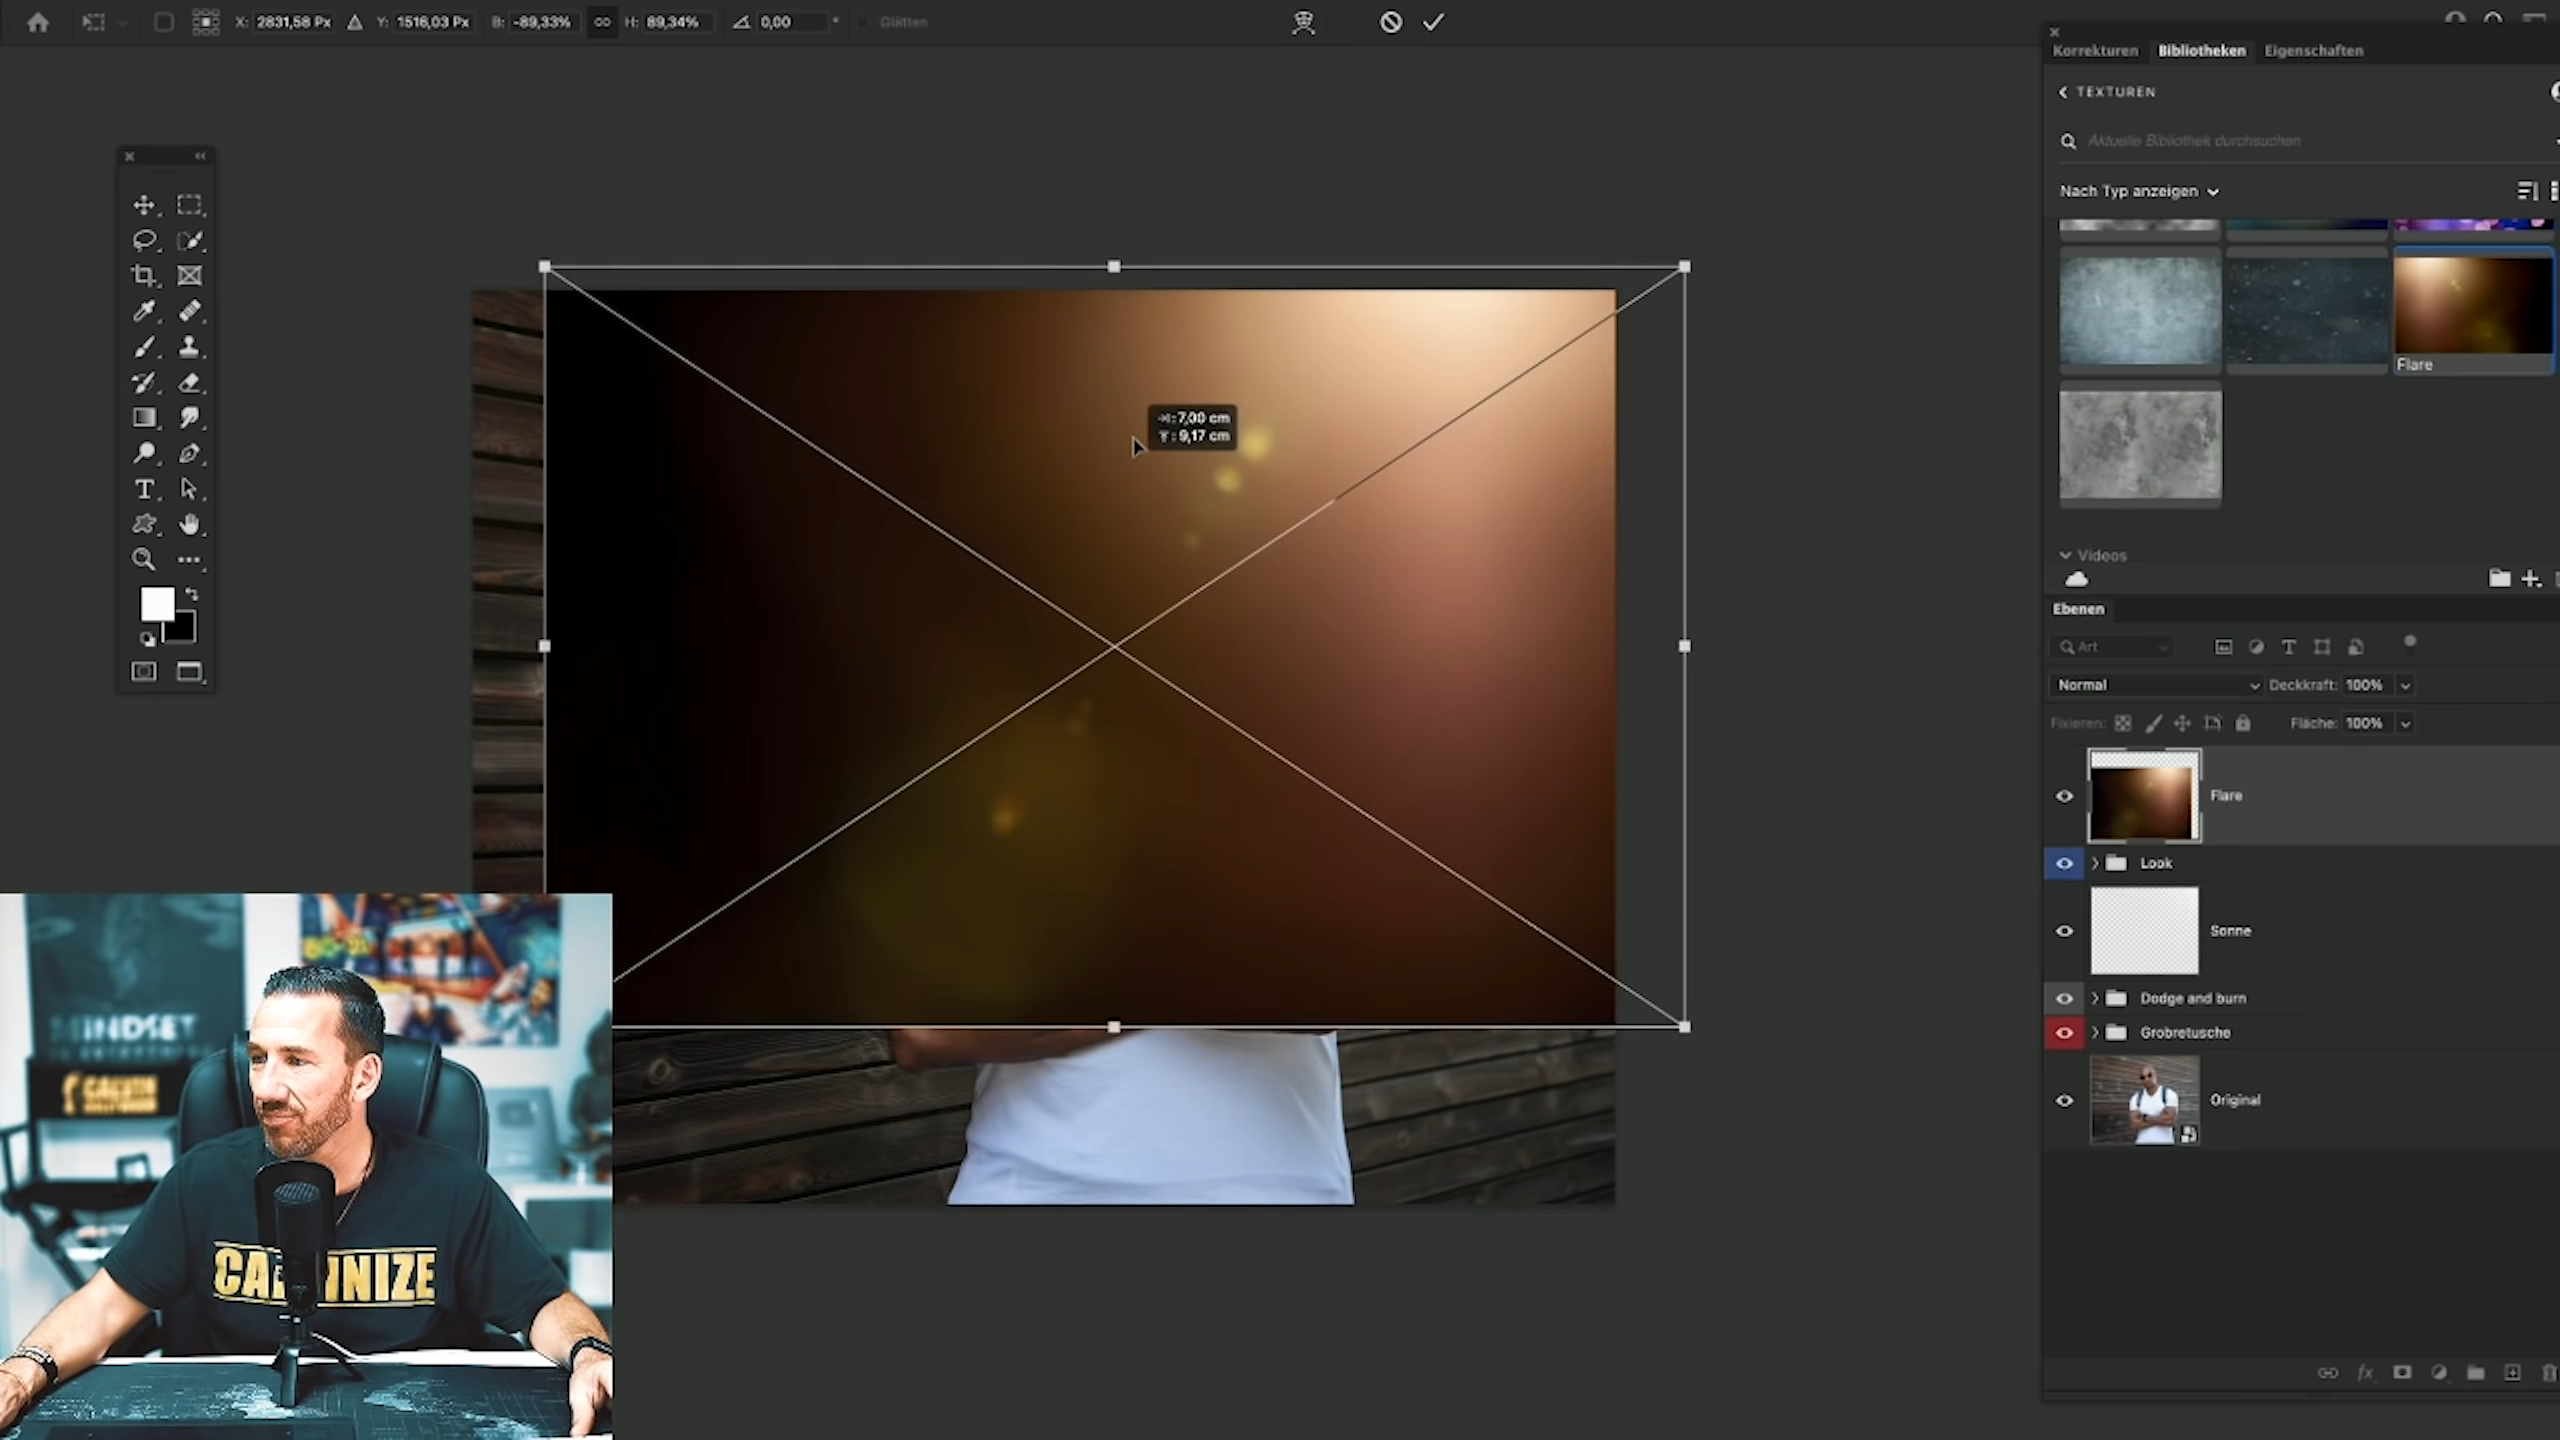 X: 2831,58 Px
Y: 1516,03 Px
B: -89,33%
H: 89,34%
0,00 °
Glätten
Korrekturen
Bibliotheken
Eigenschaften
TEXTUREN
Aktuelle Bibliothek durchsuchen
Nach Typ anzeigen
Flare
Videos
7,00 cm
9,17 cm
Ebenen
Art
Normal
Deckkraft: 100%
Fixieren:
Fläche: 100%
Flare
Look
Sonne
Dodge and burn
Grobretusche
Original
MINDSET
CALVIN